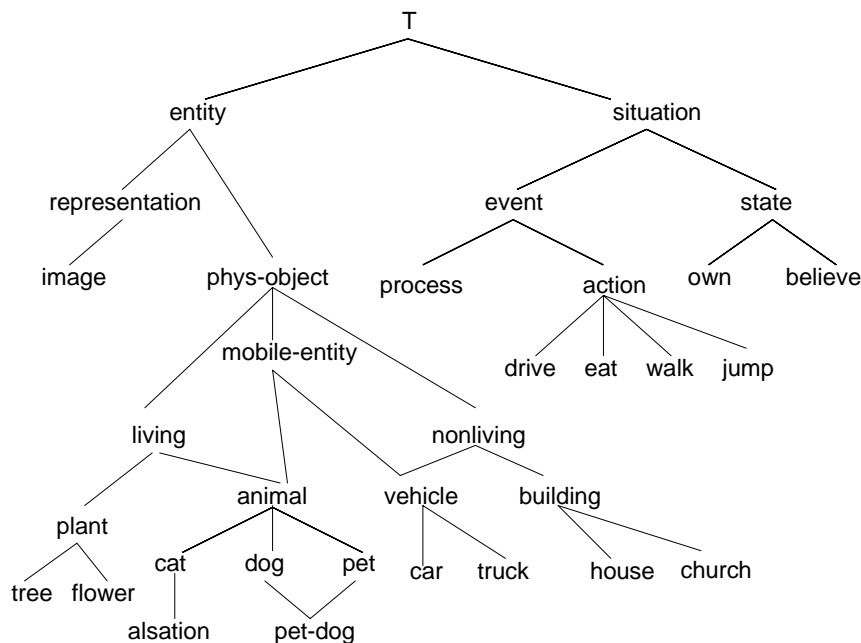 T
entity situation
representation event state
image phys-object process action own believe
mobile-entity drive eat walk jump
living nonliving
animal vehicle building
plant
cat dog pet car truck house church
tree flower
alsation pet-dog